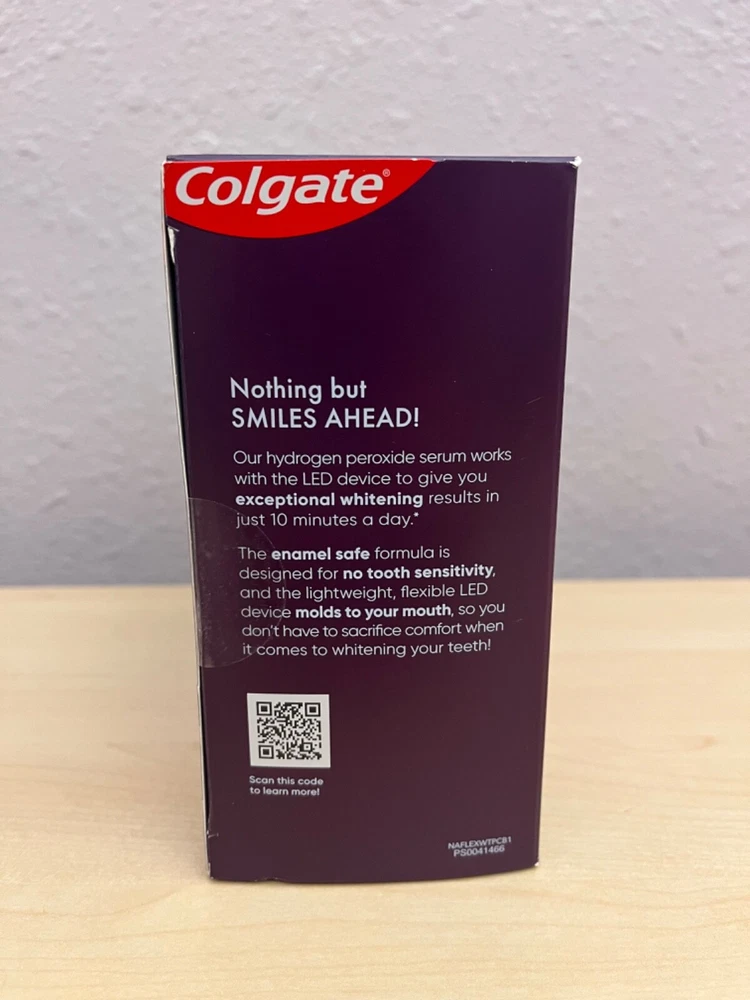 Colgate®
Nothing but
SMILES AHEAD!
Our hydrogen peroxide serum works
with the LED device to give you
exceptional whitening results in
just 10 minutes a day.*
The enamel safe formula is
designed for no tooth sensitivity,
and the lightweight, flexible LED
device molds to your mouth, so you
don't have to sacrifice comfort when
it comes to whitening your teeth!
Scan this code
to learn more!
NAFLEXWTPCB1
PS0041466